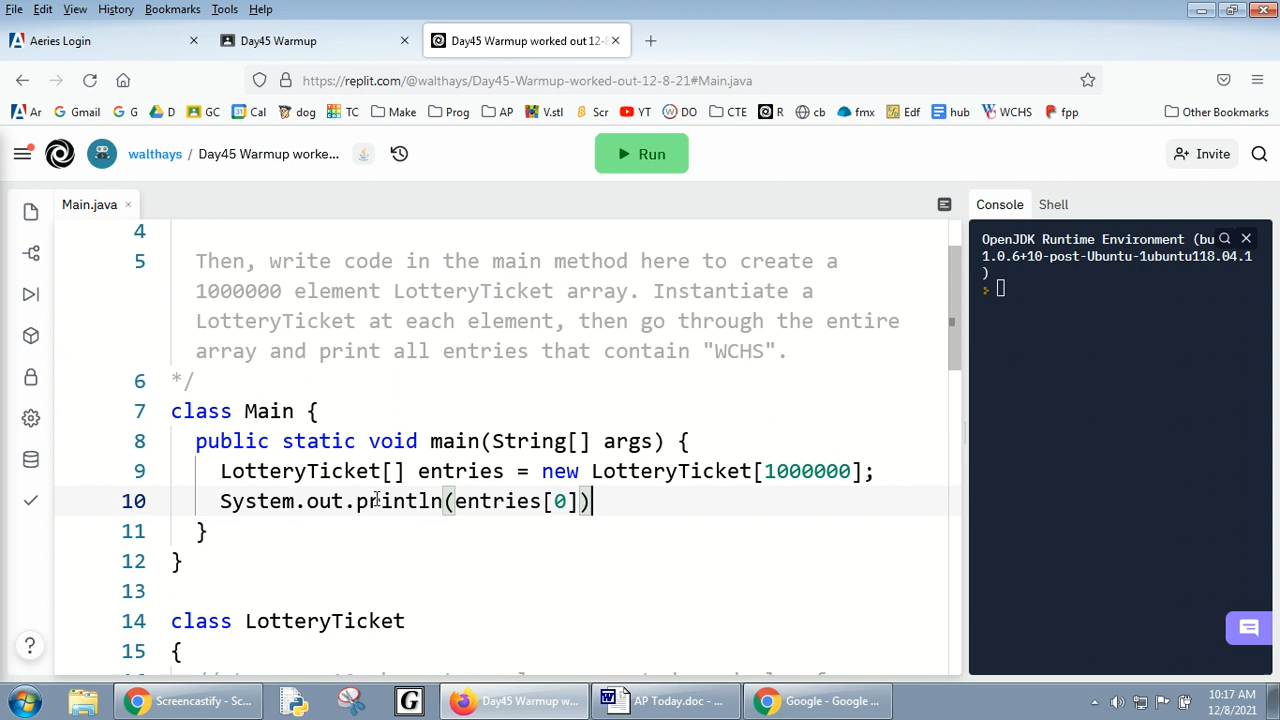 File Edit View History Bookmarks Tools Help
Aeries Login
Day45 Warmup
Day45 Warmup worked out 12-8
https://replit.com/@walthays/Day45-Warmup-worked-out-12-8-21#Main.java
Ar Gmail G D GC Cal dog TC Make Prog AP V.stl Scr YT DO CTE R cb fmx Edf hub WCHS fpp Other Bookmarks
walthays / Day45 Warmup worke...
Run
Invite
Main.java
Console Shell
4
5 Then, write code in the main method here to create a
1000000 element LotteryTicket array. Instantiate a
LotteryTicket at each element, then go through the entire
array and print all entries that contain "WCHS".
6 */
7 class Main {
8 public static void main(String[] args) {
9 LotteryTicket[] entries = new LotteryTicket[1000000];
10 System.out.println(entries[0])
11 }
12 }
13
14 class LotteryTicket
15 {
OpenJDK Runtime Environment (bu
1.0.6+10-post-Ubuntu-1ubuntu118.04.1
)
?
Screencastify - Sc...
Day45 Warmup w...
AP Today.doc - ...
Google - Google ...
10:17 AM
12/8/2021